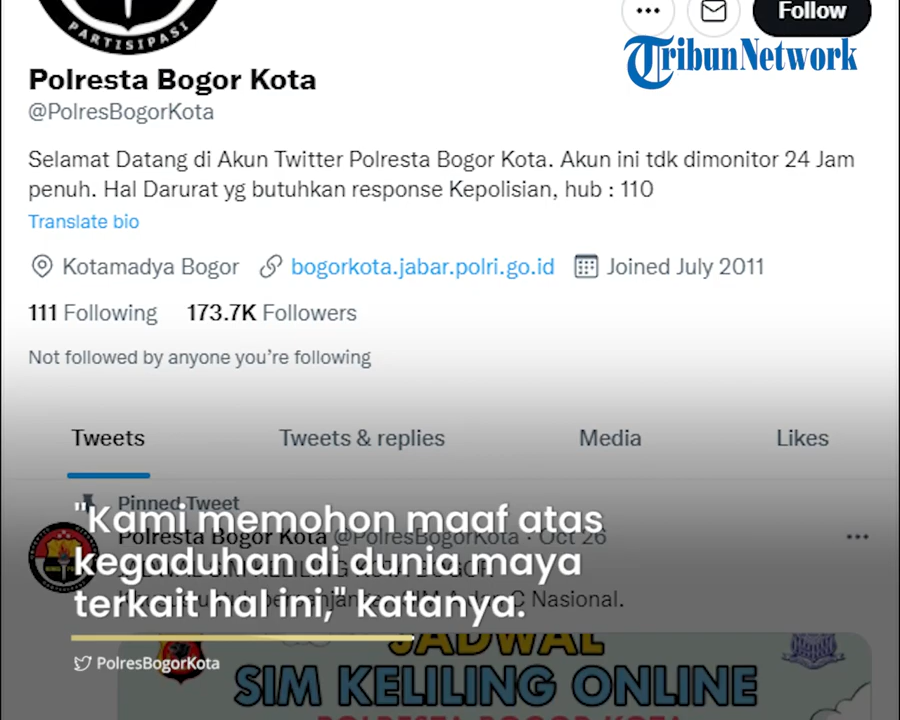 PARTISIPASI
Follow
TribunNetwork
Polresta Bogor Kota
@PolresBogorKota
Selamat Datang di Akun Twitter Polresta Bogor Kota. Akun ini tdk dimonitor 24 Jam
penuh. Hal Darurat yg butuhkan response Kepolisian, hub : 110
Translate bio
Kotamadya Bogor bogorkota.jabar.polri.go.id Joined July 2011
111 Following 173.7K Followers
Not followed by anyone you're following
Tweets Tweets & replies Media Likes
Pinned Tweet
Polresta Bogor Kota @PolresBogorKota · Oct 26
"Kami memohon maaf atas
kegaduhan di dunia maya
terkait hal ini," katanya.
C Nasional.
PolresBogorKota
JADWAL
SIM KELILING ONLINE
POLRESTA BOGOR KOTA